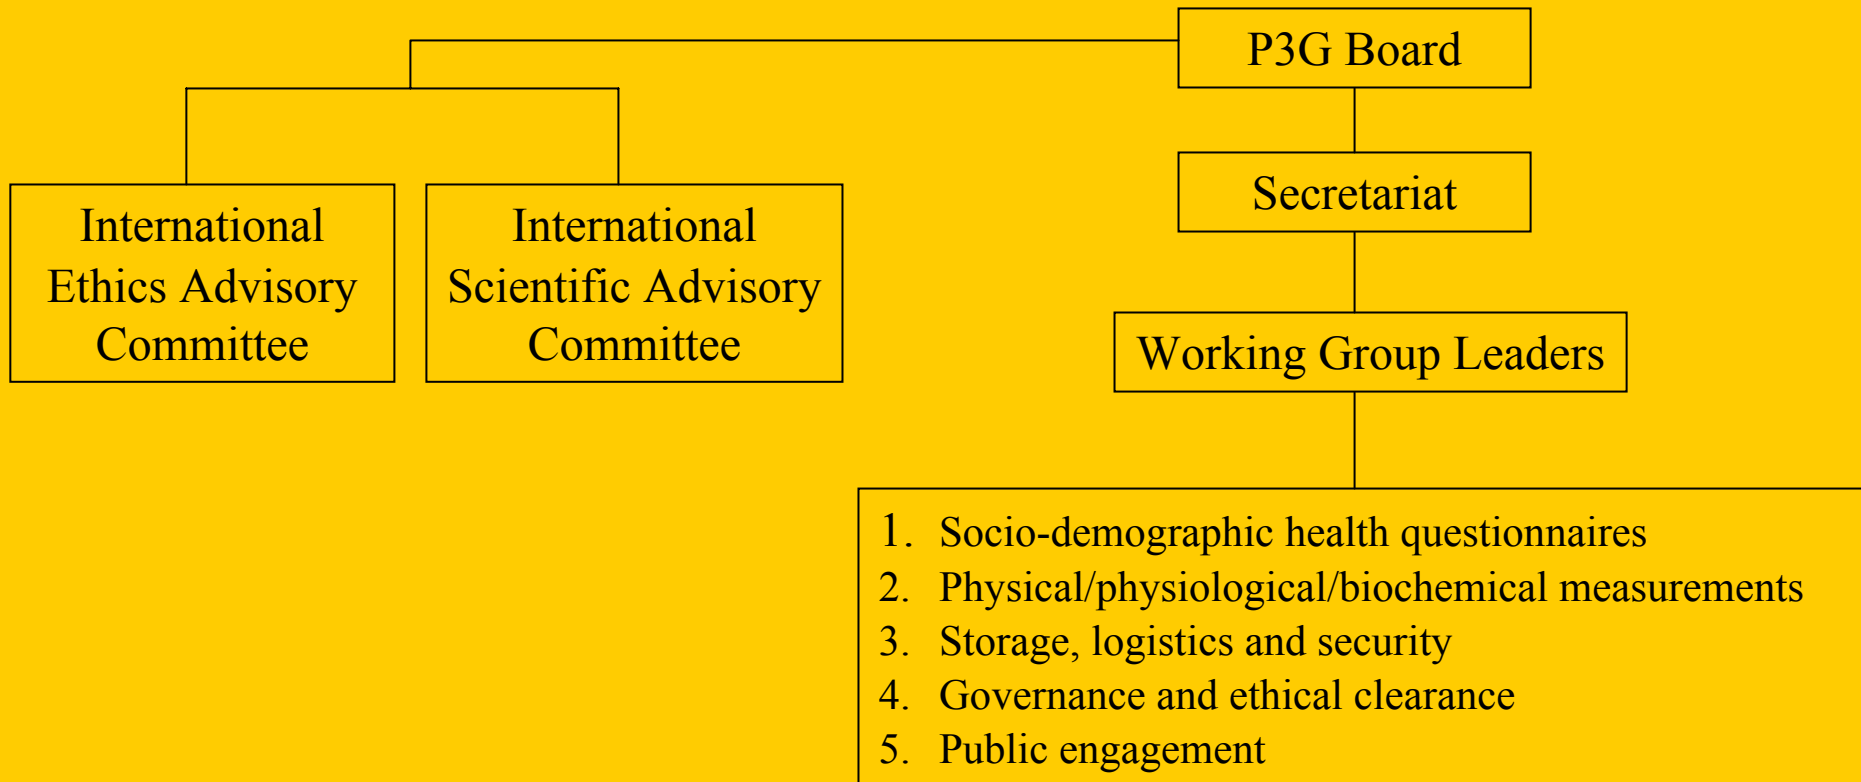 P3G Board
Secretariat
International
Ethics Advisory
Committee
International
Scientific Advisory
Committee
Working Group Leaders
1. Socio-demographic health questionnaires
2. Physical/physiological/biochemical measurements
3. Storage, logistics and security
4. Governance and ethical clearance
5. Public engagement